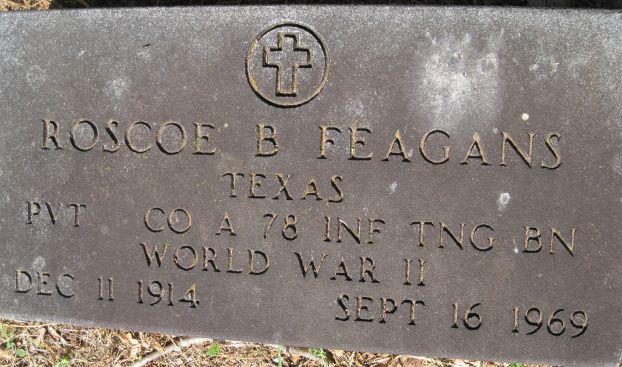 ROSCOE B FEAGANS
TEXAS
PVT CO A 78 INF TNG BN
WORLD WAR II
DEC 11 1914 SEPT 16 1969